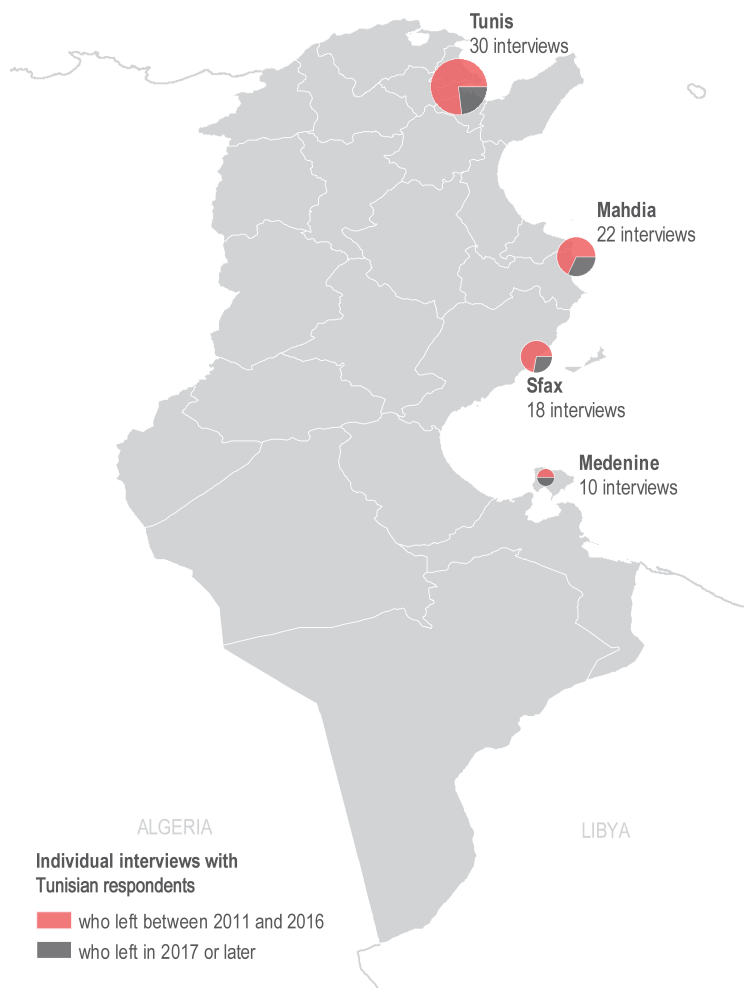 Tunis
30 interviews
Mahdia
22 interviews
Sfax
18 interviews
Medenine
10 interviews
ALGERIA
LIBYA
Individual interviews with
Tunisian respondents
who left between 2011 and 2016
who left in 2017 or later